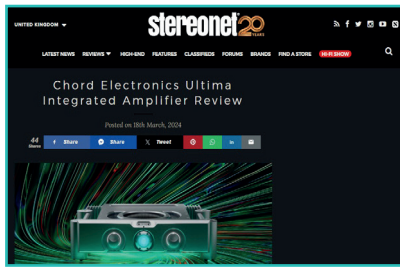 UNITED KINGDOM
stereonet 20 YEARS
LATEST NEWS REVIEWS HIGH-END FEATURES CLASSIFIEDS FORUMS BRANDS FIND A STORE HI-FI SHOW
Chord Electronics Ultima
Integrated Amplifier Review
Posted on 18th March, 2024
44 Shares f Share Share X Tweet in